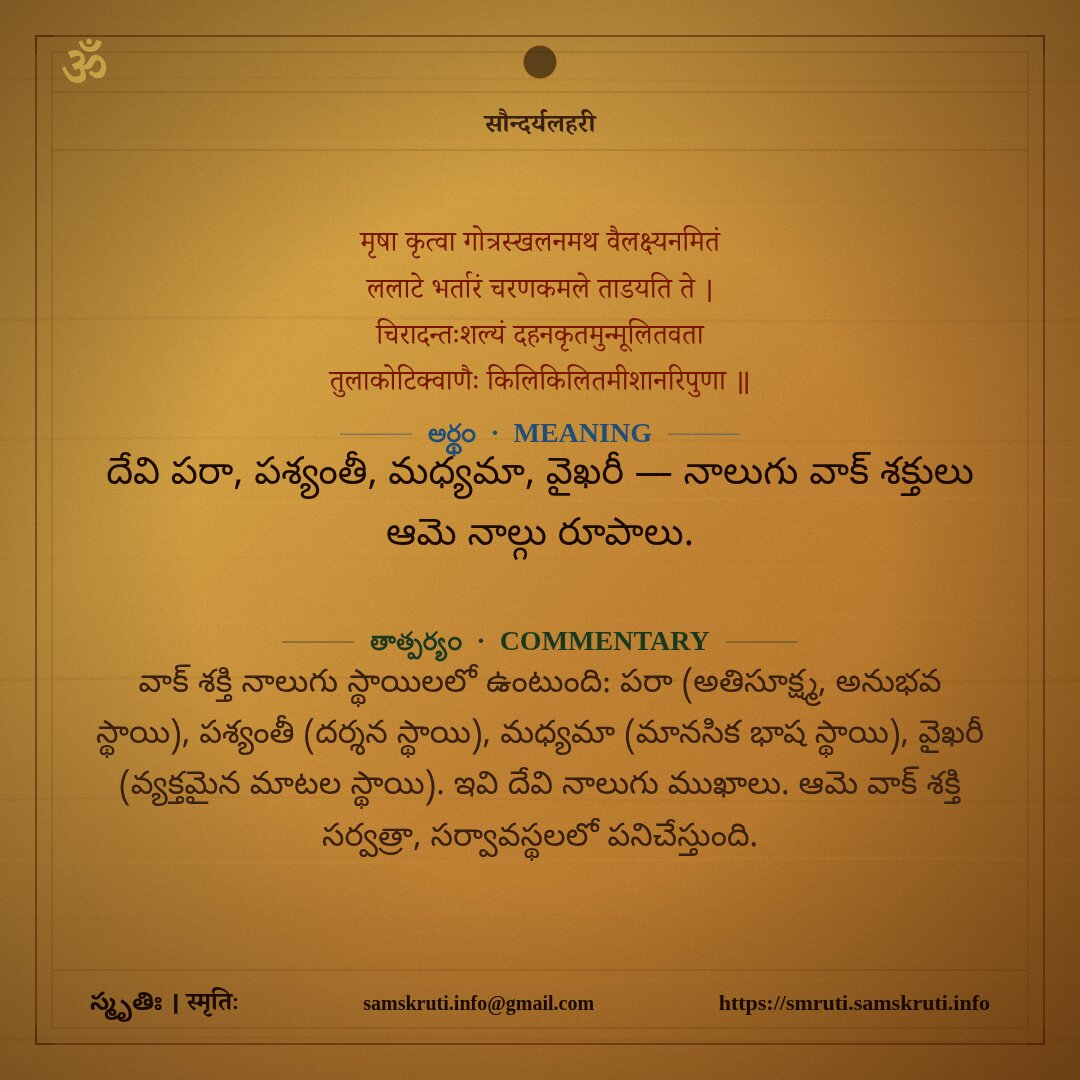 ॐ
सौन्दर्यलहरी
मृषा कृत्वा गोत्रस्खलनमथ वैलक्ष्यनमितं
ललाटे भर्तारं चरणकमले ताडयति ते ।
चिरादन्तःशल्यं दहनकृतमुन्मूलितवता
तुलाकोटिक्वाणैः किलिकिलितमीशानरिपुणा ॥
అర్థం · MEANING
దేవి పరా, పశ్యంతీ, మధ్యమా, వైఖరీ — నాలుగు వాక్ శక్తులు
ఆమె నాల్గు రూపాలు.
తాత్పర్యం · COMMENTARY
వాక్ శక్తి నాలుగు స్థాయిలలో ఉంటుంది: పరా (అతిసూక్ష్మ, అనుభవ
స్థాయి), పశ్యంతీ (దర్శన స్థాయి), మధ్యమా (మానసిక భాష స్థాయి), వైఖరీ
(వ్యక్తమైన మాటల స్థాయి). ఇవి దేవి నాలుగు ముఖాలు. ఆమె వాక్ శక్తి
సర్వత్రా, సర్వావస్థలలో పనిచేస్తుంది.
స్మృతిః | स्मृतिः samskruti.info@gmail.com https://smruti.samskruti.info